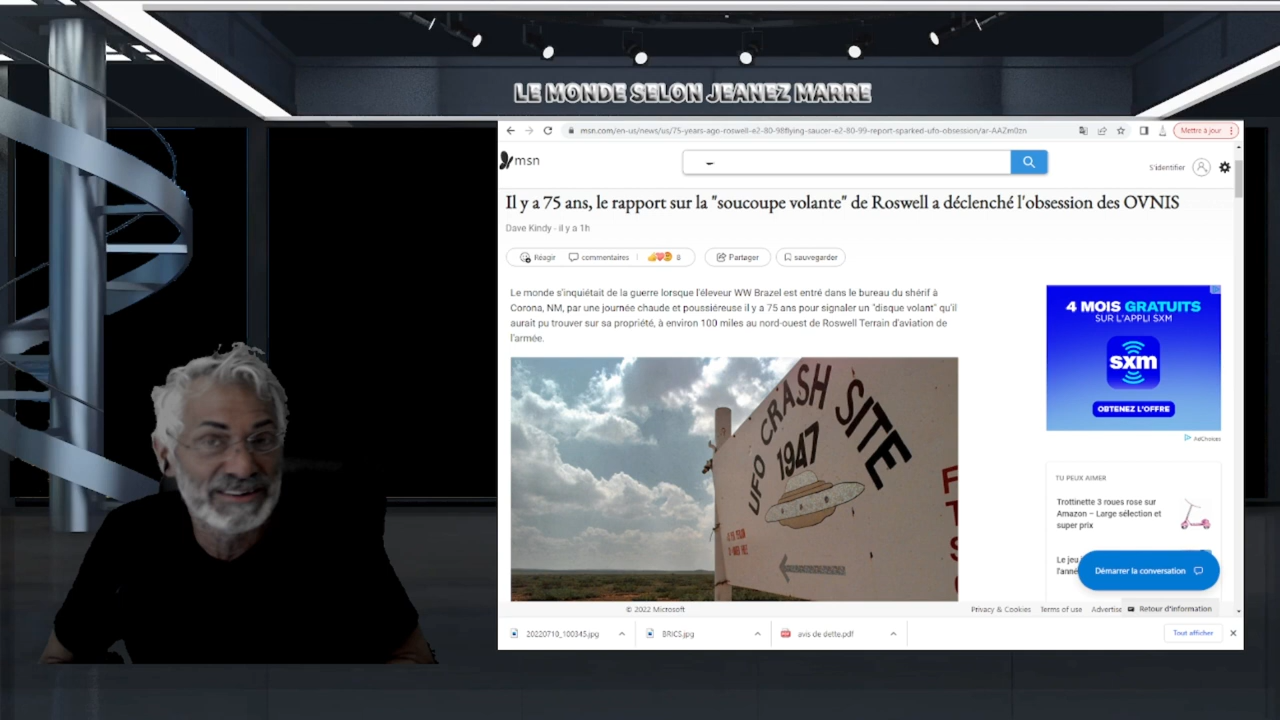 LE MONDE SELON JEANEZ MARRE
msn.com/en-us/news/us/75-years-ago-roswell-e2-80-98flying-saucer-e2-80-99-report-sparked-ufo-obsession/ar-AAZm0zn
Mettre à jour
msn
S'identifier
Il y a 75 ans, le rapport sur la "soucoupe volante" de Roswell a déclenché l'obsession des OVNIS
Dave Kindy - il y a 1h
Réagir
commentaires
8
Partager
sauvegarder
Le monde s'inquiétait de la guerre lorsque l'éleveur WW Brazel est entré dans le bureau du shérif à
Corona, NM, par une journée chaude et poussiéreuse il y a 75 ans pour signaler un "disque volant" qu'il
aurait pu trouver sur sa propriété, à environ 100 miles au nord-ouest de Roswell Terrain d'aviation de
l'armée.
UFO CRASH SITE
1947
4 MOIS GRATUITS
SUR L'APPLI SXM
sxm
OBTENEZ L'OFFRE
AdChoices
TU PEUX AIMER
Trottinette 3 roues rose sur
Amazon – Large sélection et
super prix
Le jeu
l'anné
Démarrer la conversation
© 2022 Microsoft
Privacy & Cookies
Terms of use
Advertise
Retour d'information
20220710_100345.jpg
BRICS.jpg
avis de dette.pdf
Tout afficher